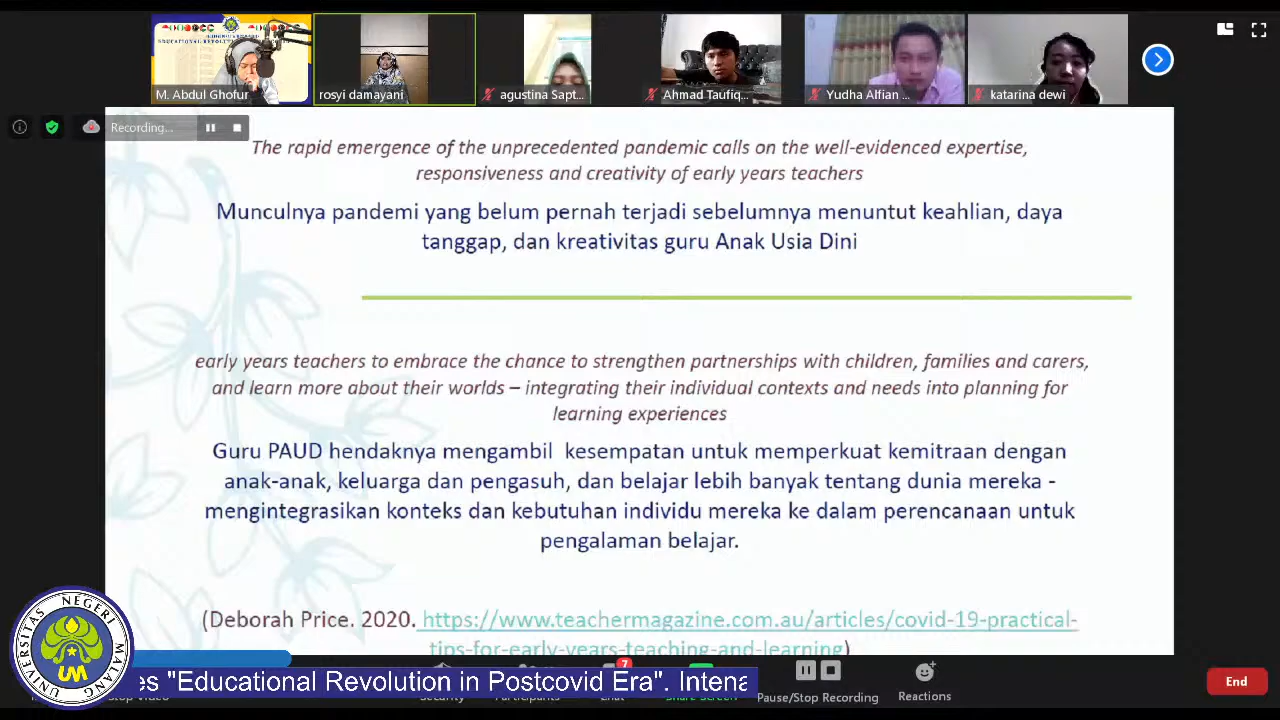 M. Abdul Ghofur
rosyi damayani
agustina Sapt...
Ahmad Taufiq...
Yudha Alfian ...
katarina dewi
Recording...
The rapid emergence of the unprecedented pandemic calls on the well-evidenced expertise,
responsiveness and creativity of early years teachers
Munculnya pandemi yang belum pernah terjadi sebelumnya menuntut keahlian, daya
tanggap, dan kreativitas guru Anak Usia Dini
early years teachers to embrace the chance to strengthen partnerships with children, families and carers,
and learn more about their worlds – integrating their individual contexts and needs into planning for
learning experiences
Guru PAUD hendaknya mengambil kesempatan untuk memperkuat kemitraan dengan
anak-anak, keluarga dan pengasuh, dan belajar lebih banyak tentang dunia mereka -
mengintegrasikan konteks dan kebutuhan individu mereka ke dalam perencanaan untuk
pengalaman belajar.
(Deborah Price. 2020. https://www.teachermagazine.com.au/articles/covid-19-practical-
tips-for-early-years-teaching-and-learning)
UNIVERSITAS NEGERI MALANG
UM
es "Educational Revolution in Postcovid Era". Intena
7
Pause/Stop Recording
Reactions
End